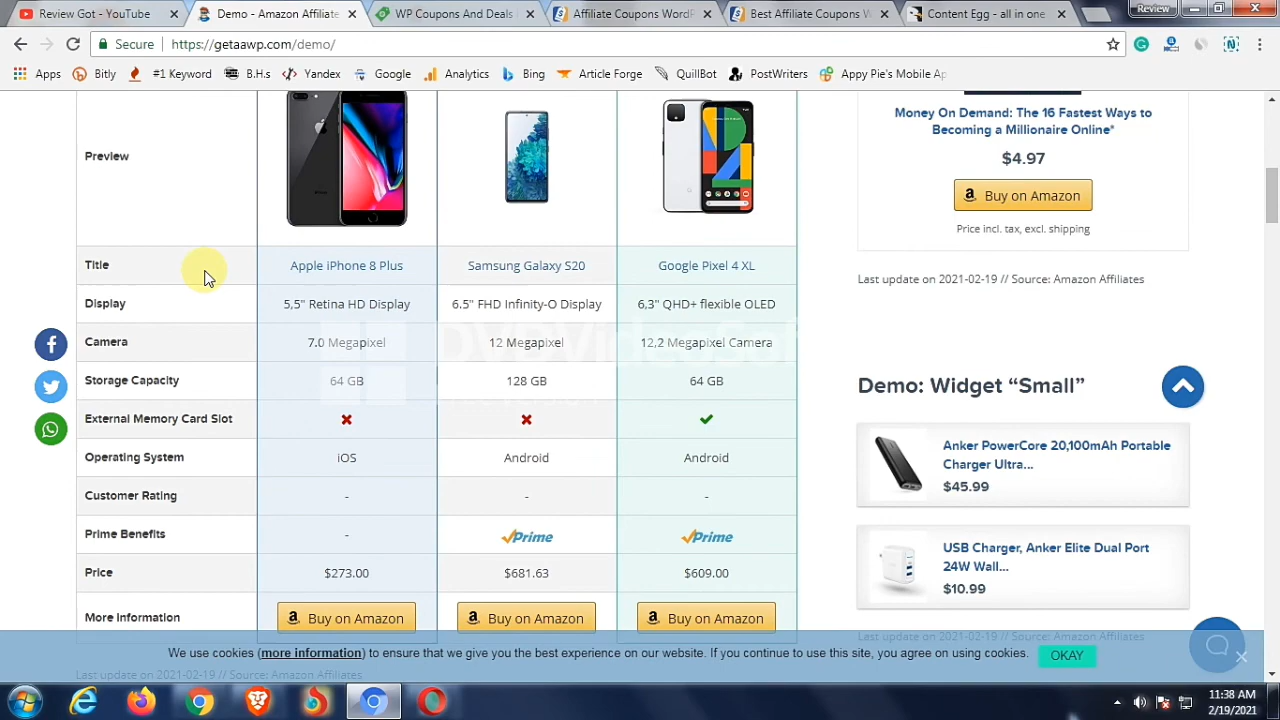 Review Got - YouTube
Demo - Amazon Affiliate
WP Coupon And Deals
Affiliate Coupons WordPr
Best Affiliate Coupons W
Content Egg - all in one
Review
Secure
https://getaawp.com/demo/
Apps
Bitly
#1 Keyword
B.H.s
Yandex
Google
Analytics
Bing
Article Forge
QuillBot
PostWriters
Appy Pie's Mobile Ap
Preview
Title
Apple iPhone 8 Plus
Samsung Galaxy S20
Google Pixel 4 XL
Display
5,5" Retina HD Display
6.5" FHD Infinity-O Display
6,3" QHD+ flexible OLED
Camera
7.0 Megapixel
12 Megapixel
12,2 Megapixel Camera
Storage Capacity
64 GB
128 GB
64 GB
External Memory Card Slot
Operating System
iOS
Android
Android
Customer Rating
-
-
-
Prime Benefits
-
Prime
Prime
Price
$273.00
$681.63
$609.00
More Information
Buy on Amazon
Buy on Amazon
Buy on Amazon
Last update on 2021-02-19 // Source: Amazon Affiliates
Money On Demand: The 16 Fastest Ways to
Becoming a Millionaire Online*
$4.97
Buy on Amazon
Price incl. tax, excl. shipping
Last update on 2021-02-19 // Source: Amazon Affiliates
Demo: Widget “Small”
Anker PowerCore 20,100mAh Portable
Charger Ultra...
$45.99
USB Charger, Anker Elite Dual Port
24W Wall...
$10.99
Last update on 2021-02-19 // Source: Amazon Affiliates
We use cookies (more information) to ensure that we give you the best experience on our website. If you continue to use this site, you agree on using cookies.
OKAY
11:38 AM
2/19/2021